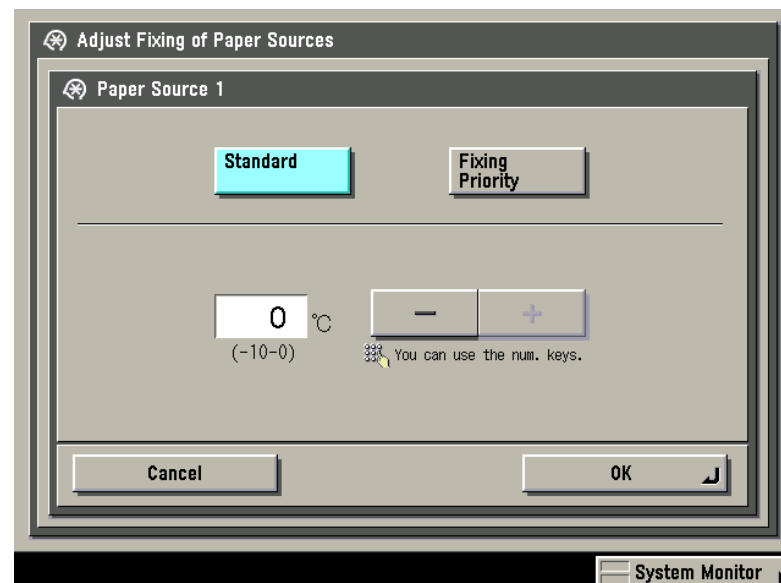 Adjust Fixing of Paper Sources
Paper Source 1
Standard
Fixing
Priority
0 °C
(-10-0)
− +
You can use the num. keys.
Cancel
OK
System Monitor